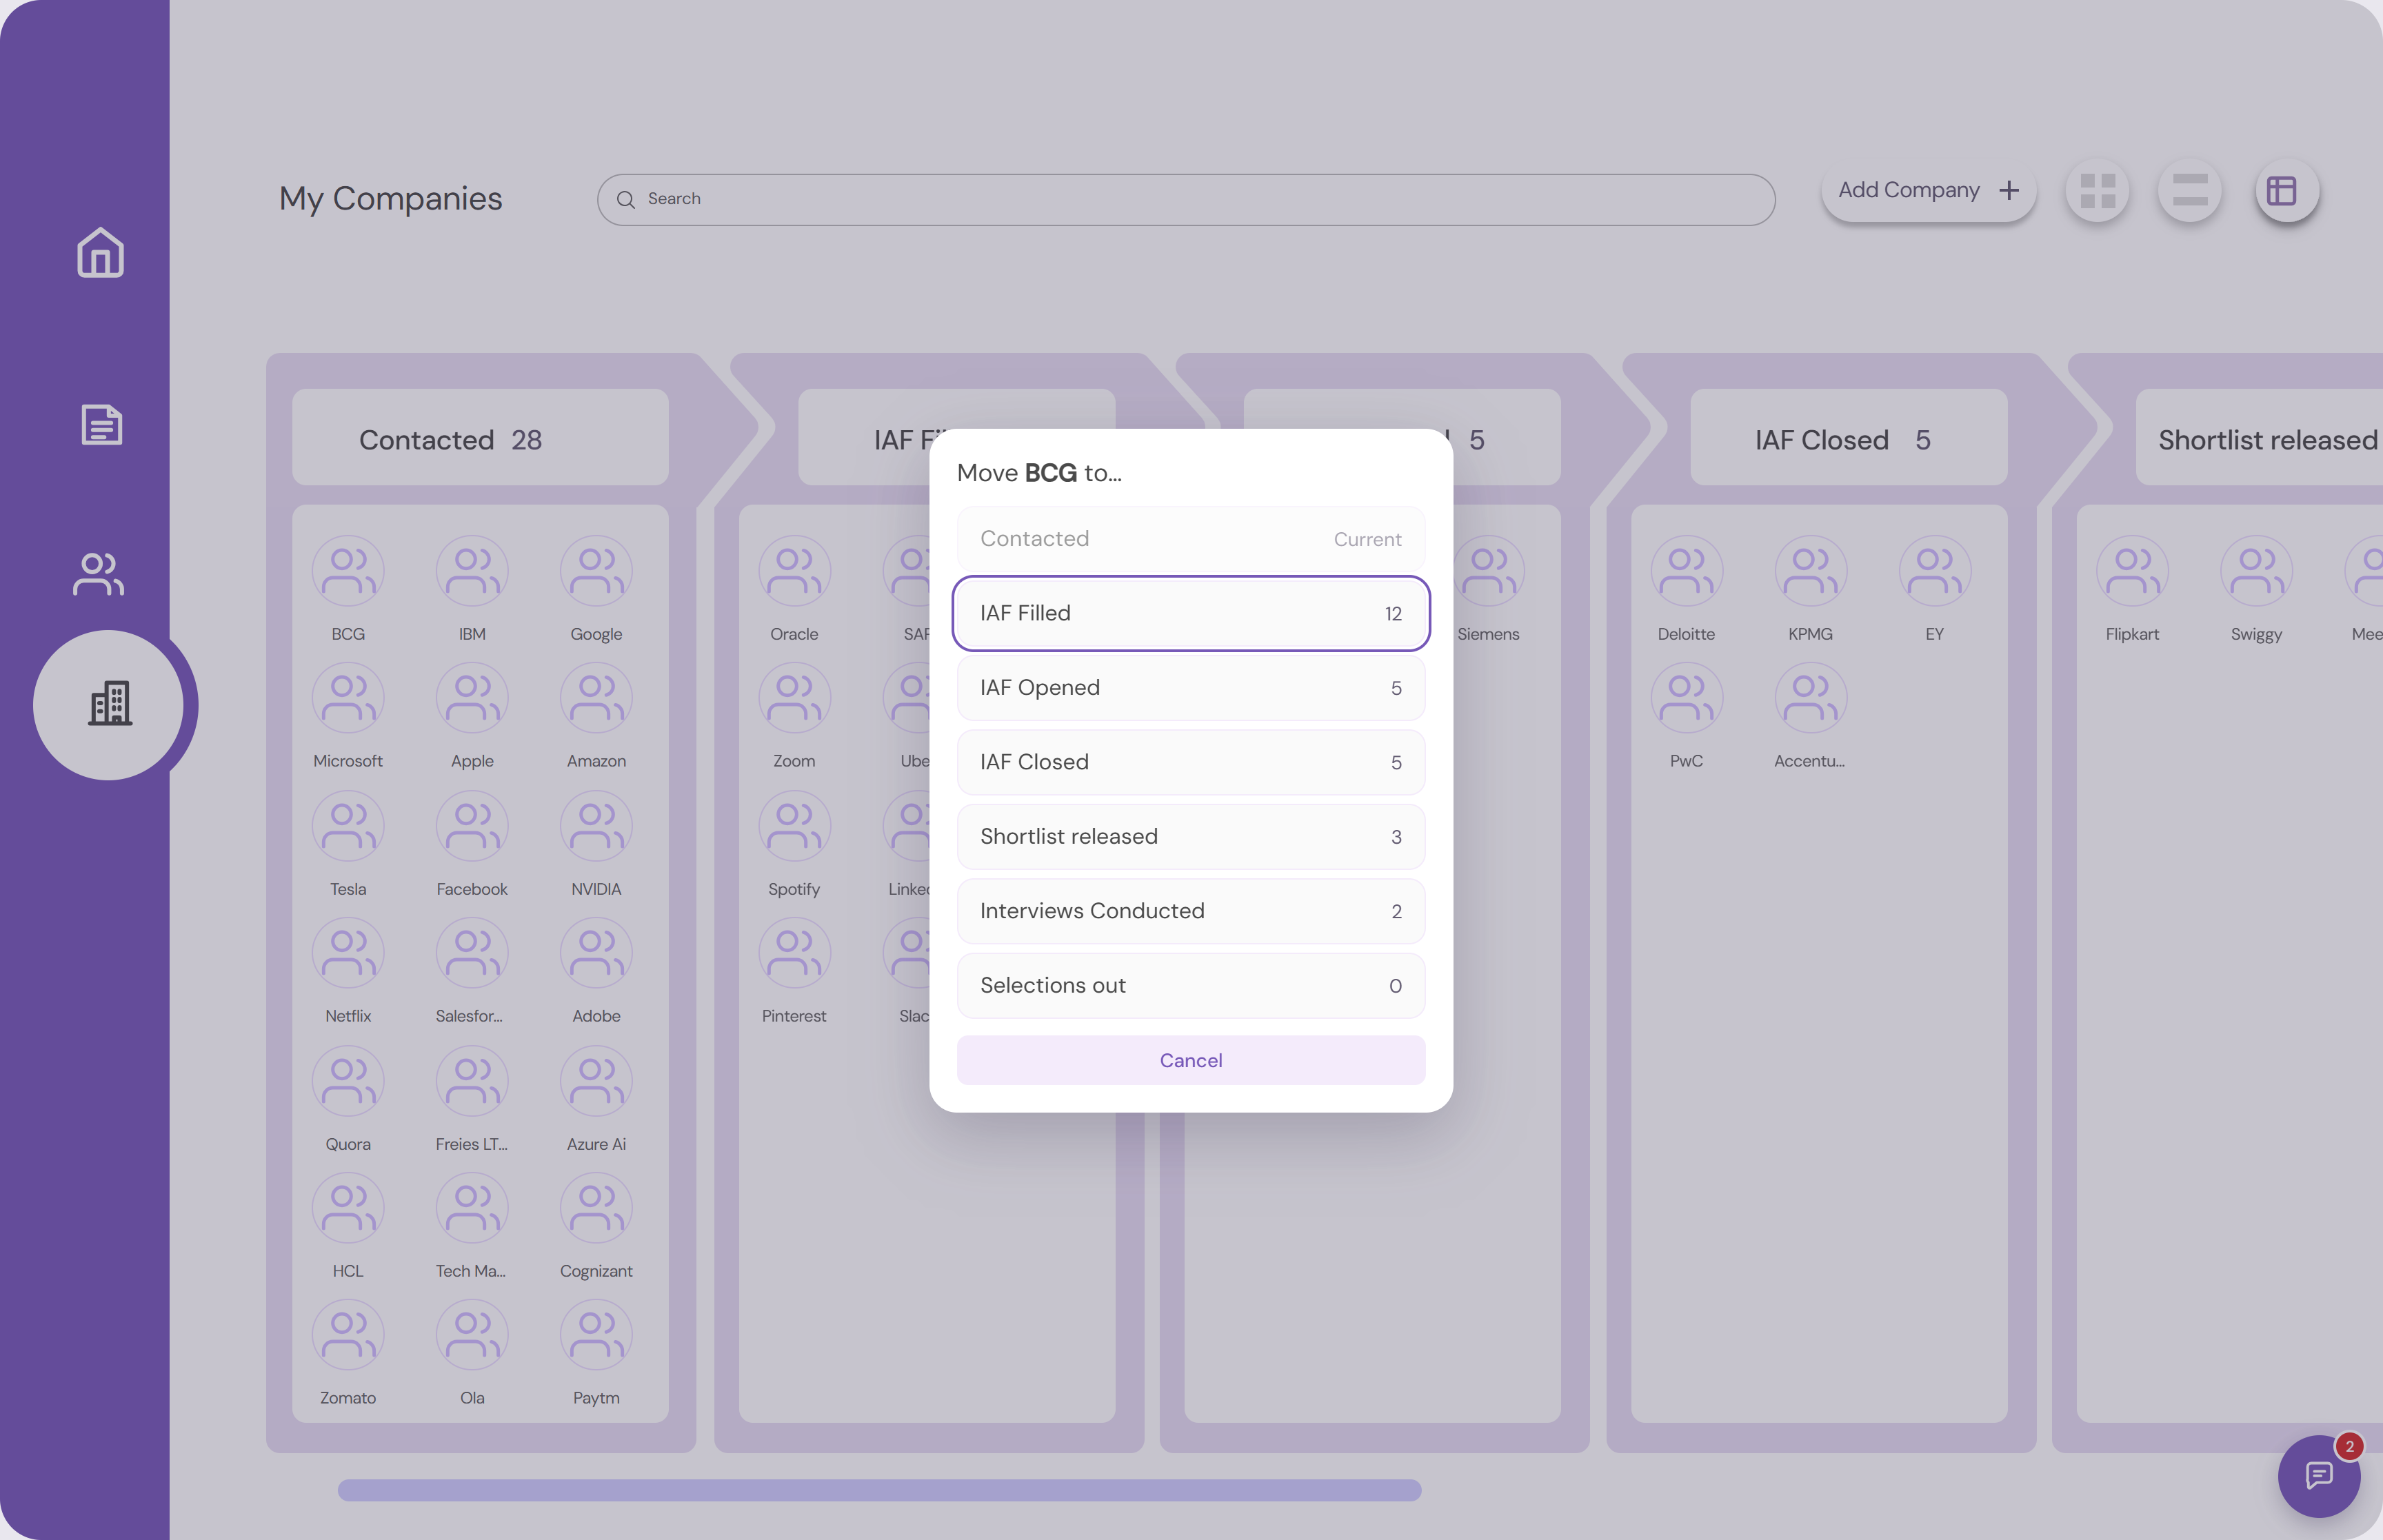 My Companies
Search
Add Company +
Contacted 28
5
IAF Closed 5
Shortlist released
BCG IBM Google
Microsoft Apple Amazon
Tesla Facebook NVIDIA
Netflix Salesfor... Adobe
Quora Freies LT... Azure Ai
HCL Tech Ma... Cognizant
Zomato Ola Paytm
Oracle
Zoom
Spotify
Pinterest
Siemens
Deloitte KPMG EY
PwC Accentu...
Flipkart Swiggy
Move BCG to...
Contacted Current
IAF Filled 12
IAF Opened 5
IAF Closed 5
Shortlist released 3
Interviews Conducted 2
Selections out 0
Cancel
2